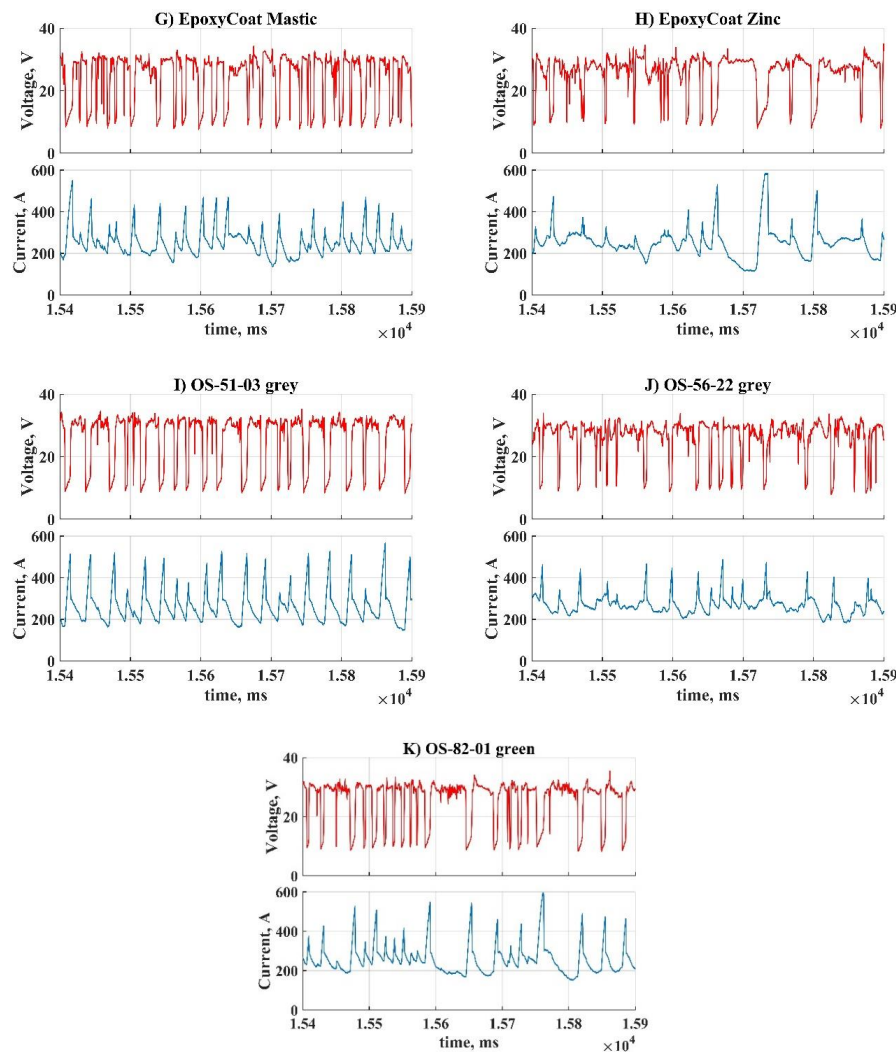 G) EpoxyCoat Mastic
40
20
0
Voltage, V
600
400
200
0
Current, A
1.54 1.55 1.56 1.57 1.58 1.59
time, ms
×10⁴
H) EpoxyCoat Zinc
40
20
0
Voltage, V
600
400
200
0
Current, A
1.54 1.55 1.56 1.57 1.58 1.59
time, ms
×10⁴
I) OS-51-03 grey
40
20
0
Voltage, V
600
400
200
0
Current, A
1.54 1.55 1.56 1.57 1.58 1.59
time, ms
×10⁴
J) OS-56-22 grey
40
20
0
Voltage, V
600
400
200
0
Current, A
1.54 1.55 1.56 1.57 1.58 1.59
time, ms
×10⁴
K) OS-82-01 green
40
20
0
Voltage, V
600
400
200
0
Current, A
1.54 1.55 1.56 1.57 1.58 1.59
time, ms
×10⁴